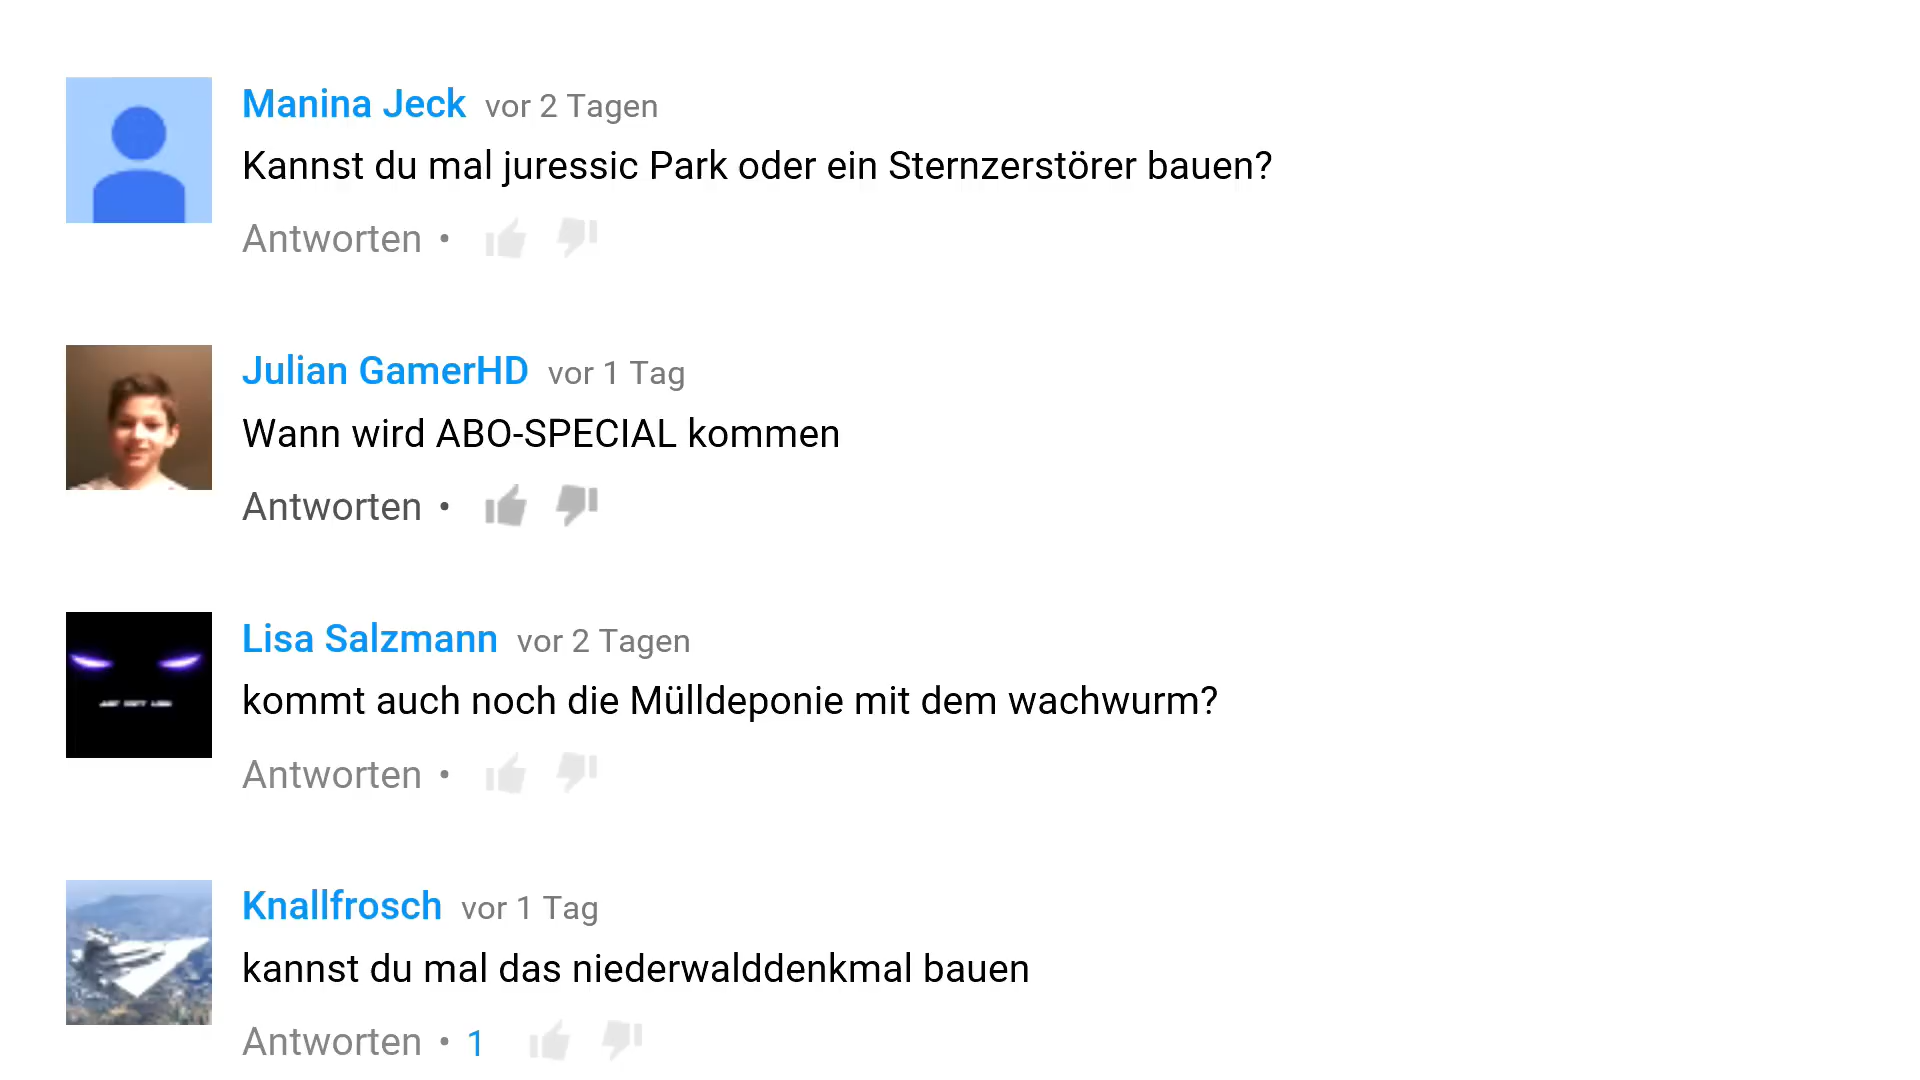 Manina Jeck vor 2 Tagen
Kannst du mal juressic Park oder ein Sternzerstörer bauen?
Antworten •
Julian GamerHD vor 1 Tag
Wann wird ABO-SPECIAL kommen
Antworten •
Lisa Salzmann vor 2 Tagen
kommt auch noch die Mülldeponie mit dem wachwurm?
Antworten •
Knallfrosch vor 1 Tag
kannst du mal das niederwalddenkmal bauen
Antworten • 1